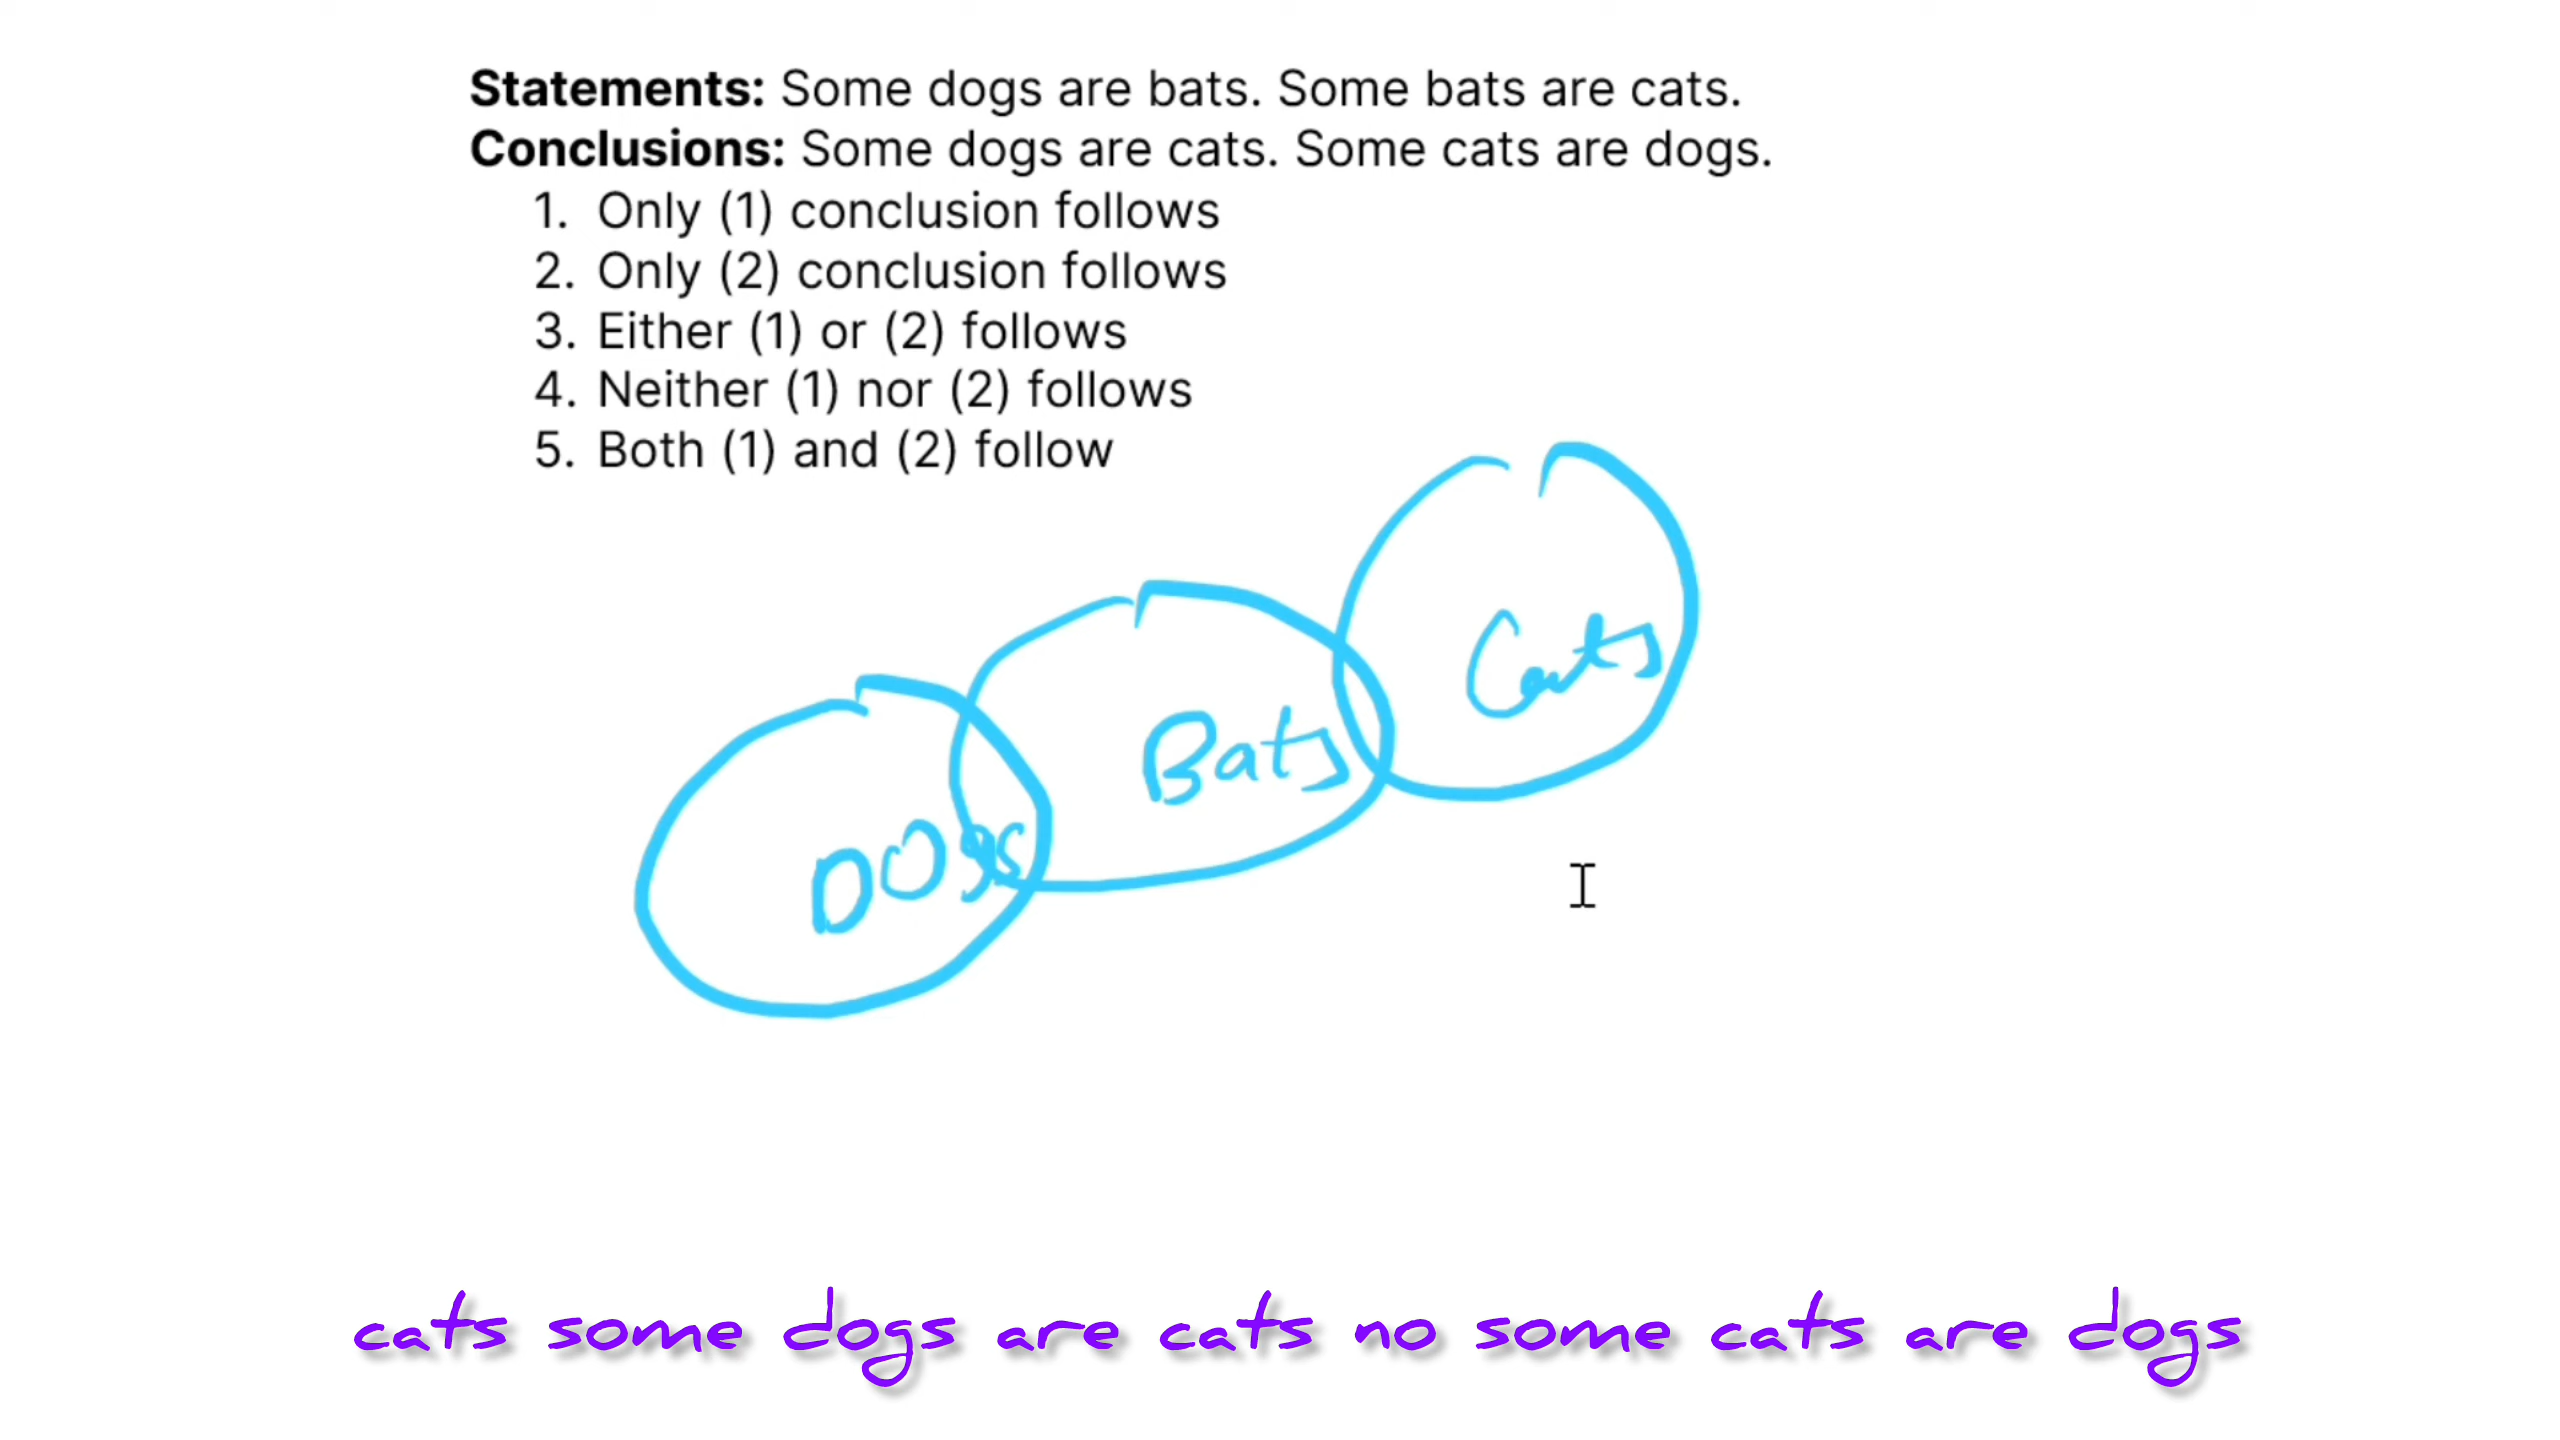 Statements: Some dogs are bats. Some bats are cats.
Conclusions: Some dogs are cats. Some cats are dogs.
1. Only (1) conclusion follows
2. Only (2) conclusion follows
3. Either (1) or (2) follows
4. Neither (1) nor (2) follows
5. Both (1) and (2) follow
Cats
Bats
DOgs
cats some dogs are cats no some cats are dogs